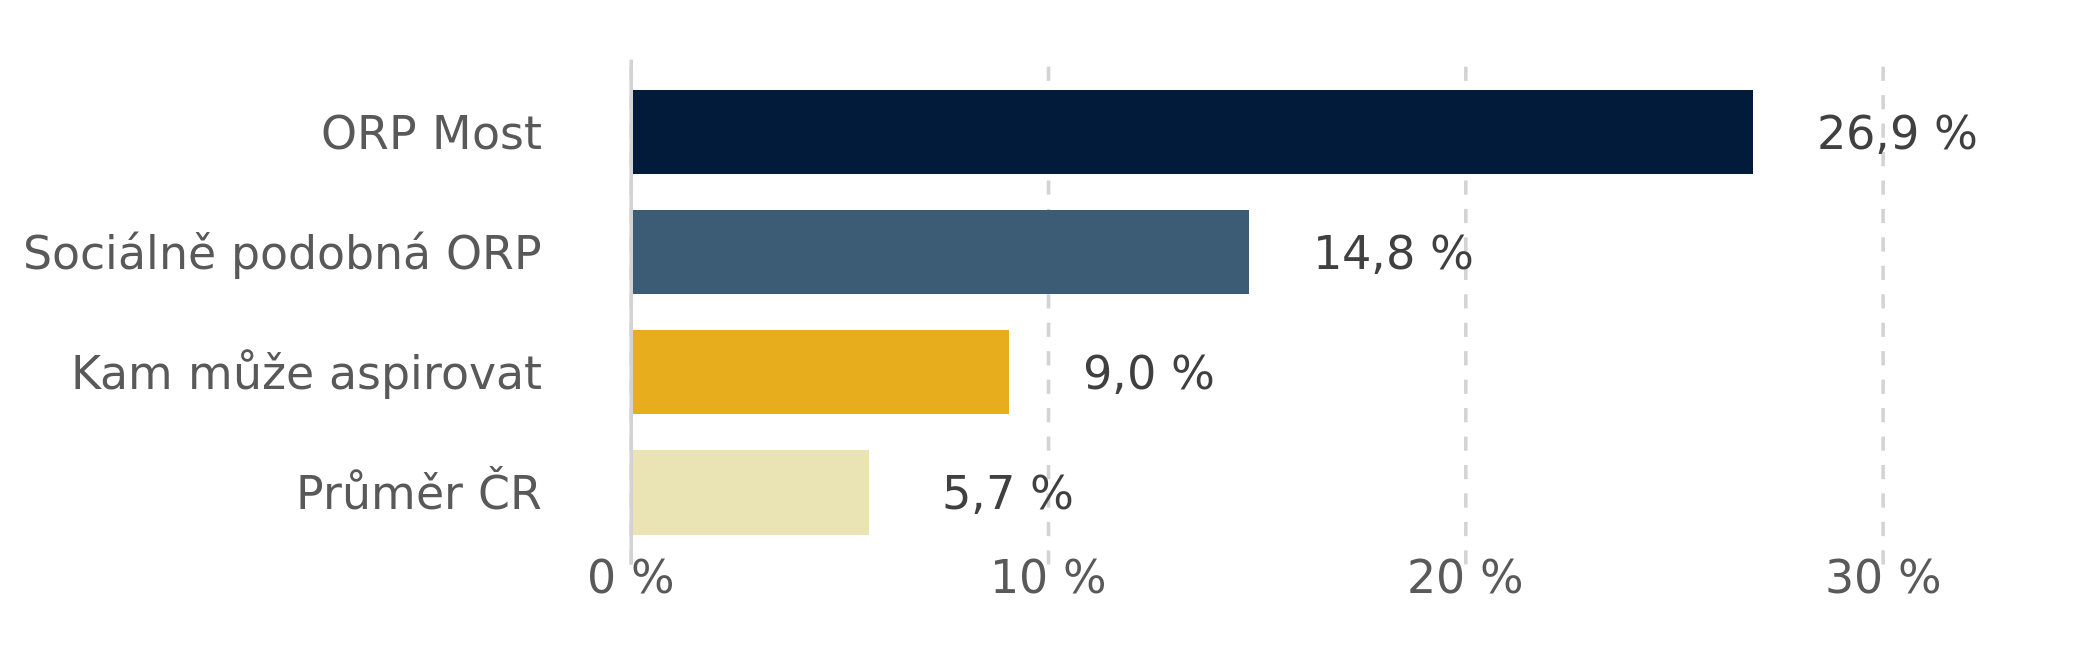 ORP Most 26,9 %
Sociálně podobná ORP 14,8 %
Kam může aspirovat 9,0 %
Průměr ČR 5,7 %
0 % 10 % 20 % 30 %